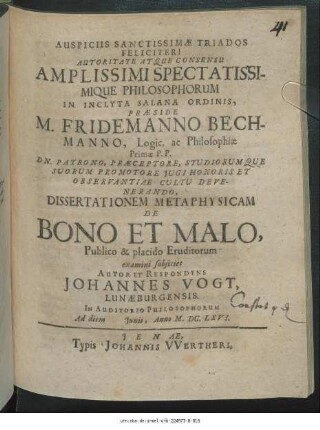 41
AUSPICIIS SANCTISSIMÆ TRIADOS
FELICITER!
AUTORITATE ATQUE CONSENSU
AMPLISSIMI SPECTATISSI-
MIQUE PHILOSOPHORUM
IN INCLYTA SALANA ORDINIS,
PRÆSIDE
M. FRIDEMANNO BECH-
MANNO, Logic. ac Philosophiæ
Primæ P.P.
DN. PATRONO, PRÆCEPTORE, STUDIORUMQUE
SUORUM PROMOTORE JUGI HONORIS ET
OBSERVANTIAE CULTU DEVE-
NERANDO,
DISSERTATIONEM METAPHYSICAM
DE
BONO ET MALO,
Publico & placido Eruditorum
examini subjiciet
AUTOR ET RESPONDENS
JOHANNES VOGT,
LUNÆBURGENSIS.
IN AUDITORIO PHILOSOPHORUM
Ad diem Junii, Anno M. DC. LXVI.
JENAE,
Typis JOHANNIS WERTHERI.